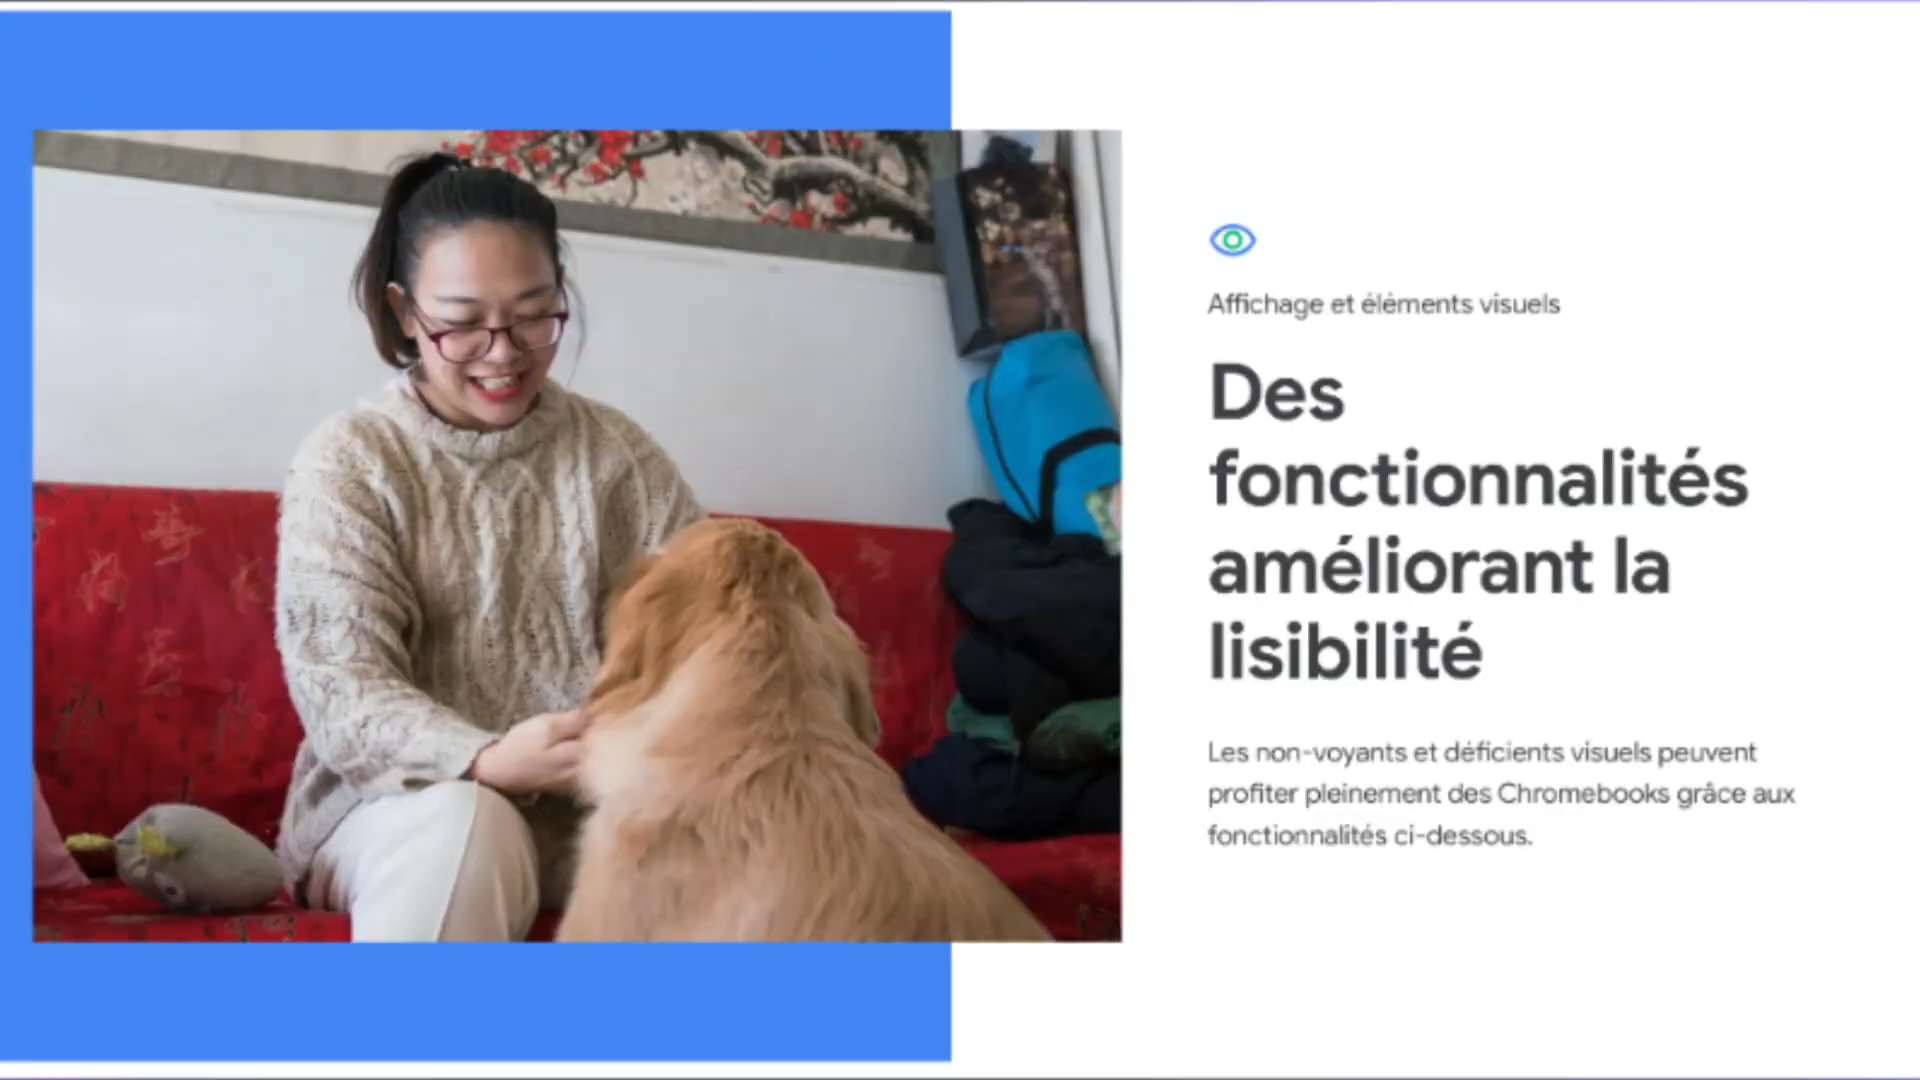 Affichage et éléments visuels
Des
fonctionnalités
améliorant la
lisibilité
Les non-voyants et déficients visuels peuvent
profiter pleinement des Chromebooks grâce aux
fonctionnalités ci-dessous.